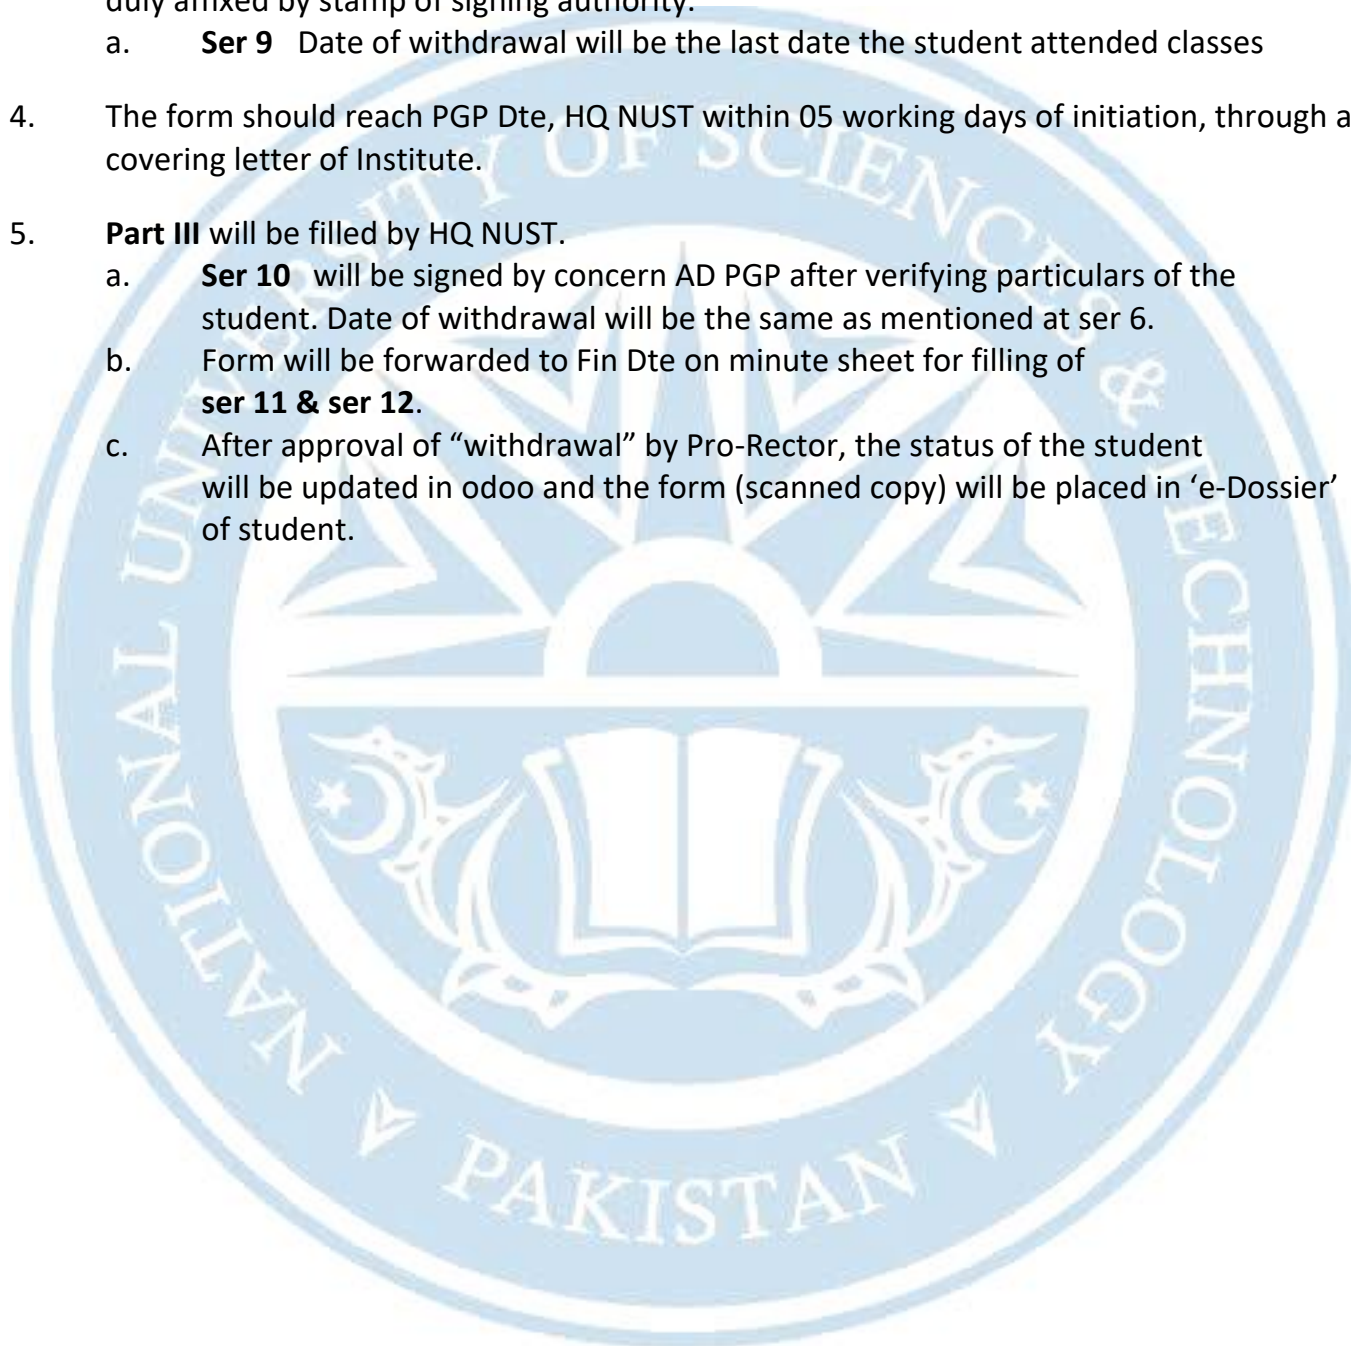 duly affixed by stamp of signing authority.
a. Ser 9 Date of withdrawal will be the last date the student attended classes
4. The form should reach PGP Dte, HQ NUST within 05 working days of initiation, through a
covering letter of Institute.
5. Part III will be filled by HQ NUST.
a. Ser 10 will be signed by concern AD PGP after verifying particulars of the
student. Date of withdrawal will be the same as mentioned at ser 6.
b. Form will be forwarded to Fin Dte on minute sheet for filling of
ser 11 & ser 12.
c. After approval of “withdrawal” by Pro-Rector, the status of the student
will be updated in odoo and the form (scanned copy) will be placed in ‘e-Dossier’
of student.
NATIONAL UNIVERSITY OF SCIENCES & TECHNOLOGY
PAKISTAN